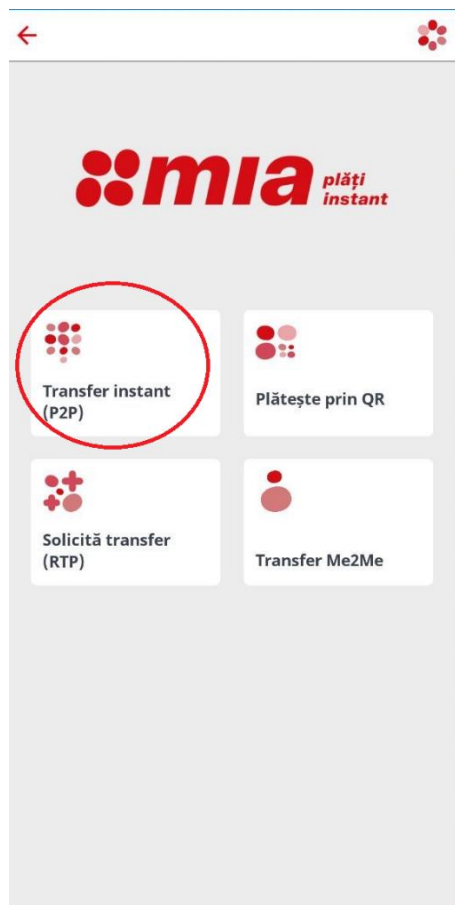 mia plăți
instant
Transfer instant
(P2P)
Plătește prin QR
Solicită transfer
(RTP)
Transfer Me2Me